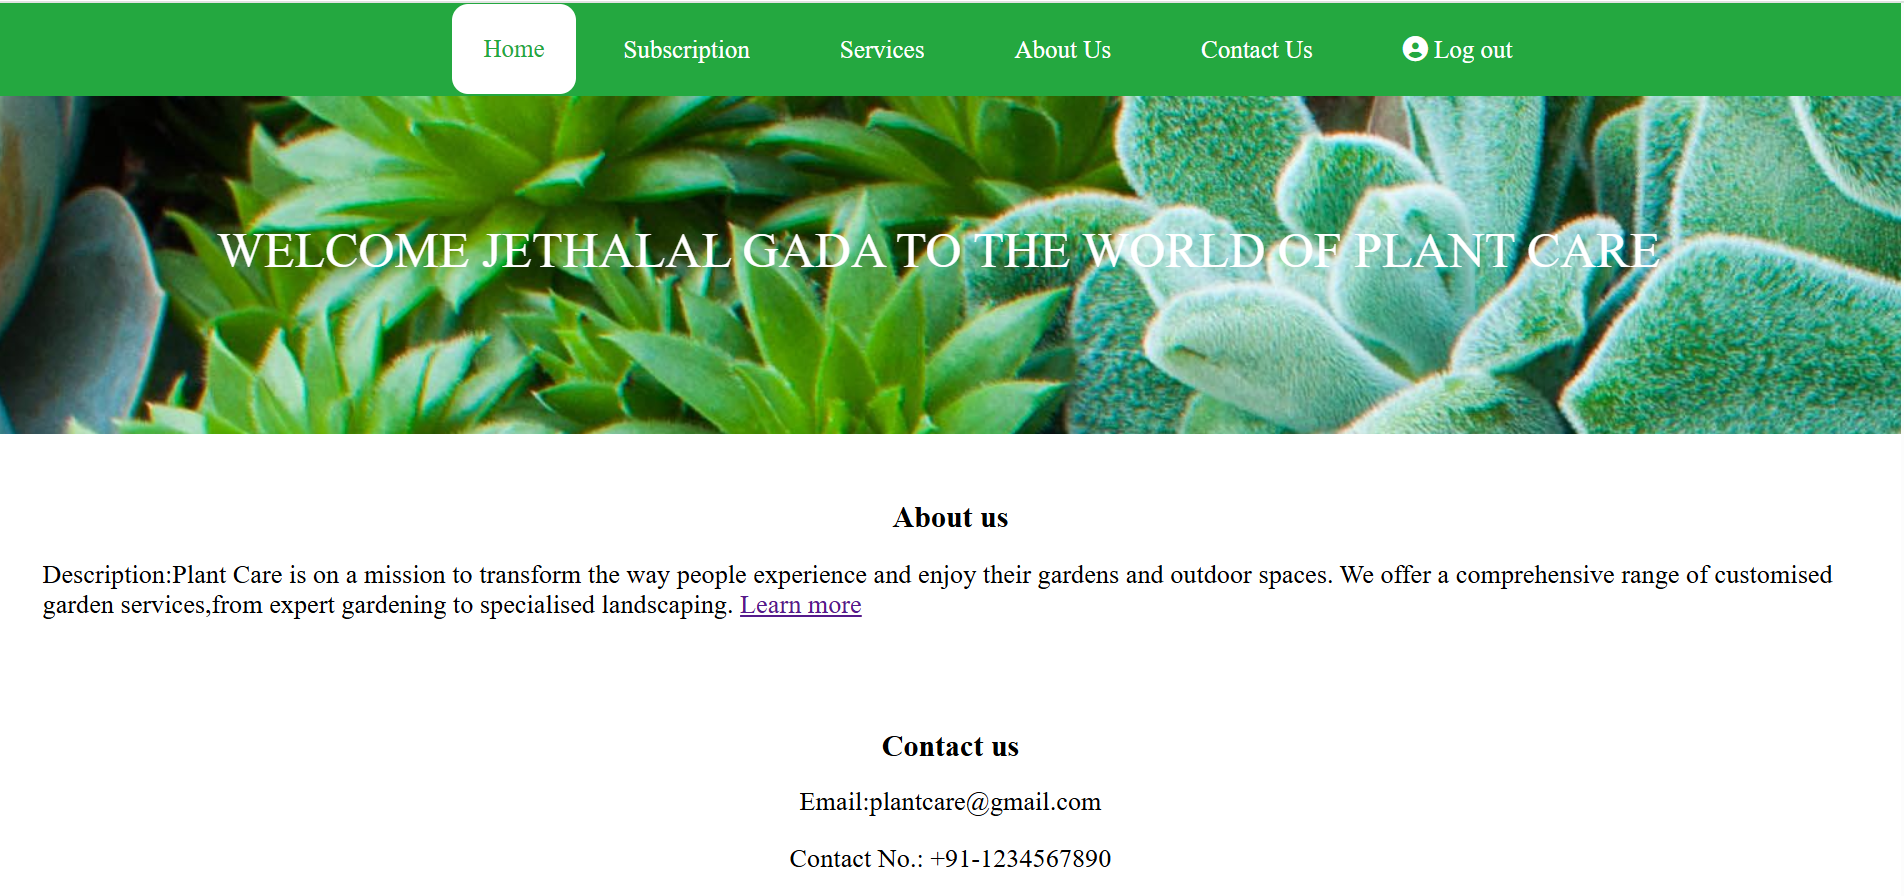 Home Subscription Services About Us Contact Us Log out
WELCOME JETHALAL GADA TO THE WORLD OF PLANT CARE
About us
Description:Plant Care is on a mission to transform the way people experience and enjoy their gardens and outdoor spaces. We offer a comprehensive range of customised
garden services,from expert gardening to specialised landscaping. Learn more
Contact us
Email:plantcare@gmail.com
Contact No.: +91-1234567890